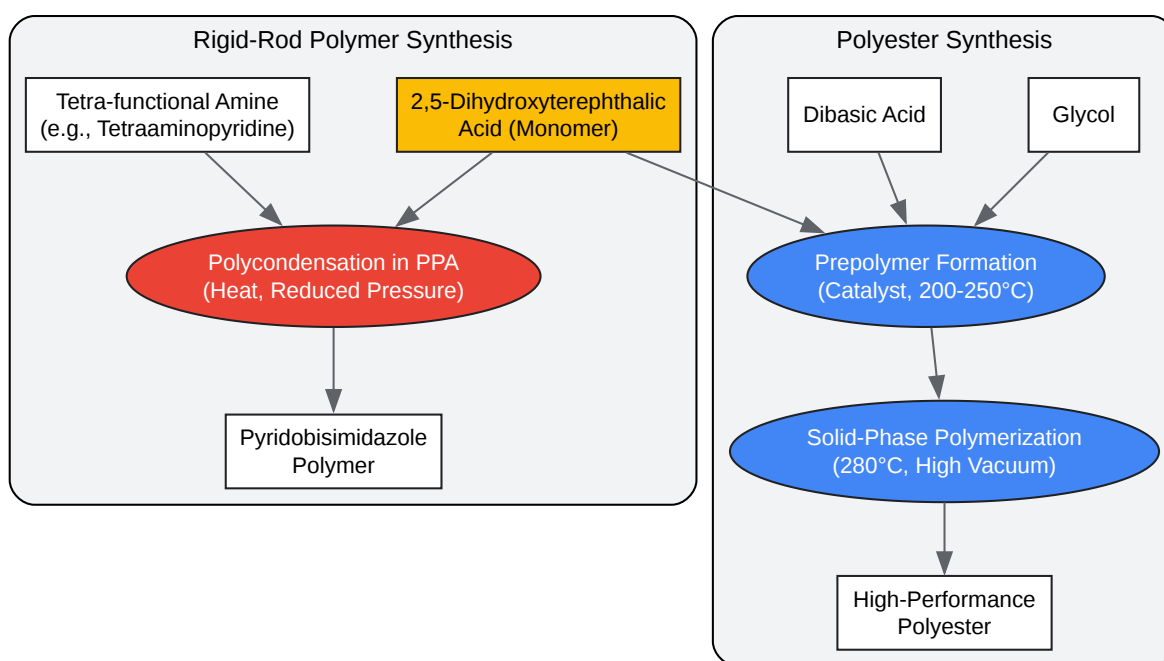 Rigid-Rod Polymer Synthesis
Tetra-functional Amine
(e.g., Tetraaminopyridine)
2,5-Dihydroxyterephthalic
Acid (Monomer)
Polycondensation in PPA
(Heat, Reduced Pressure)
Pyridobisimidazole
Polymer
Polyester Synthesis
Dibasic Acid
Glycol
Prepolymer Formation
(Catalyst, 200-250°C)
Solid-Phase Polymerization
(280°C, High Vacuum)
High-Performance
Polyester